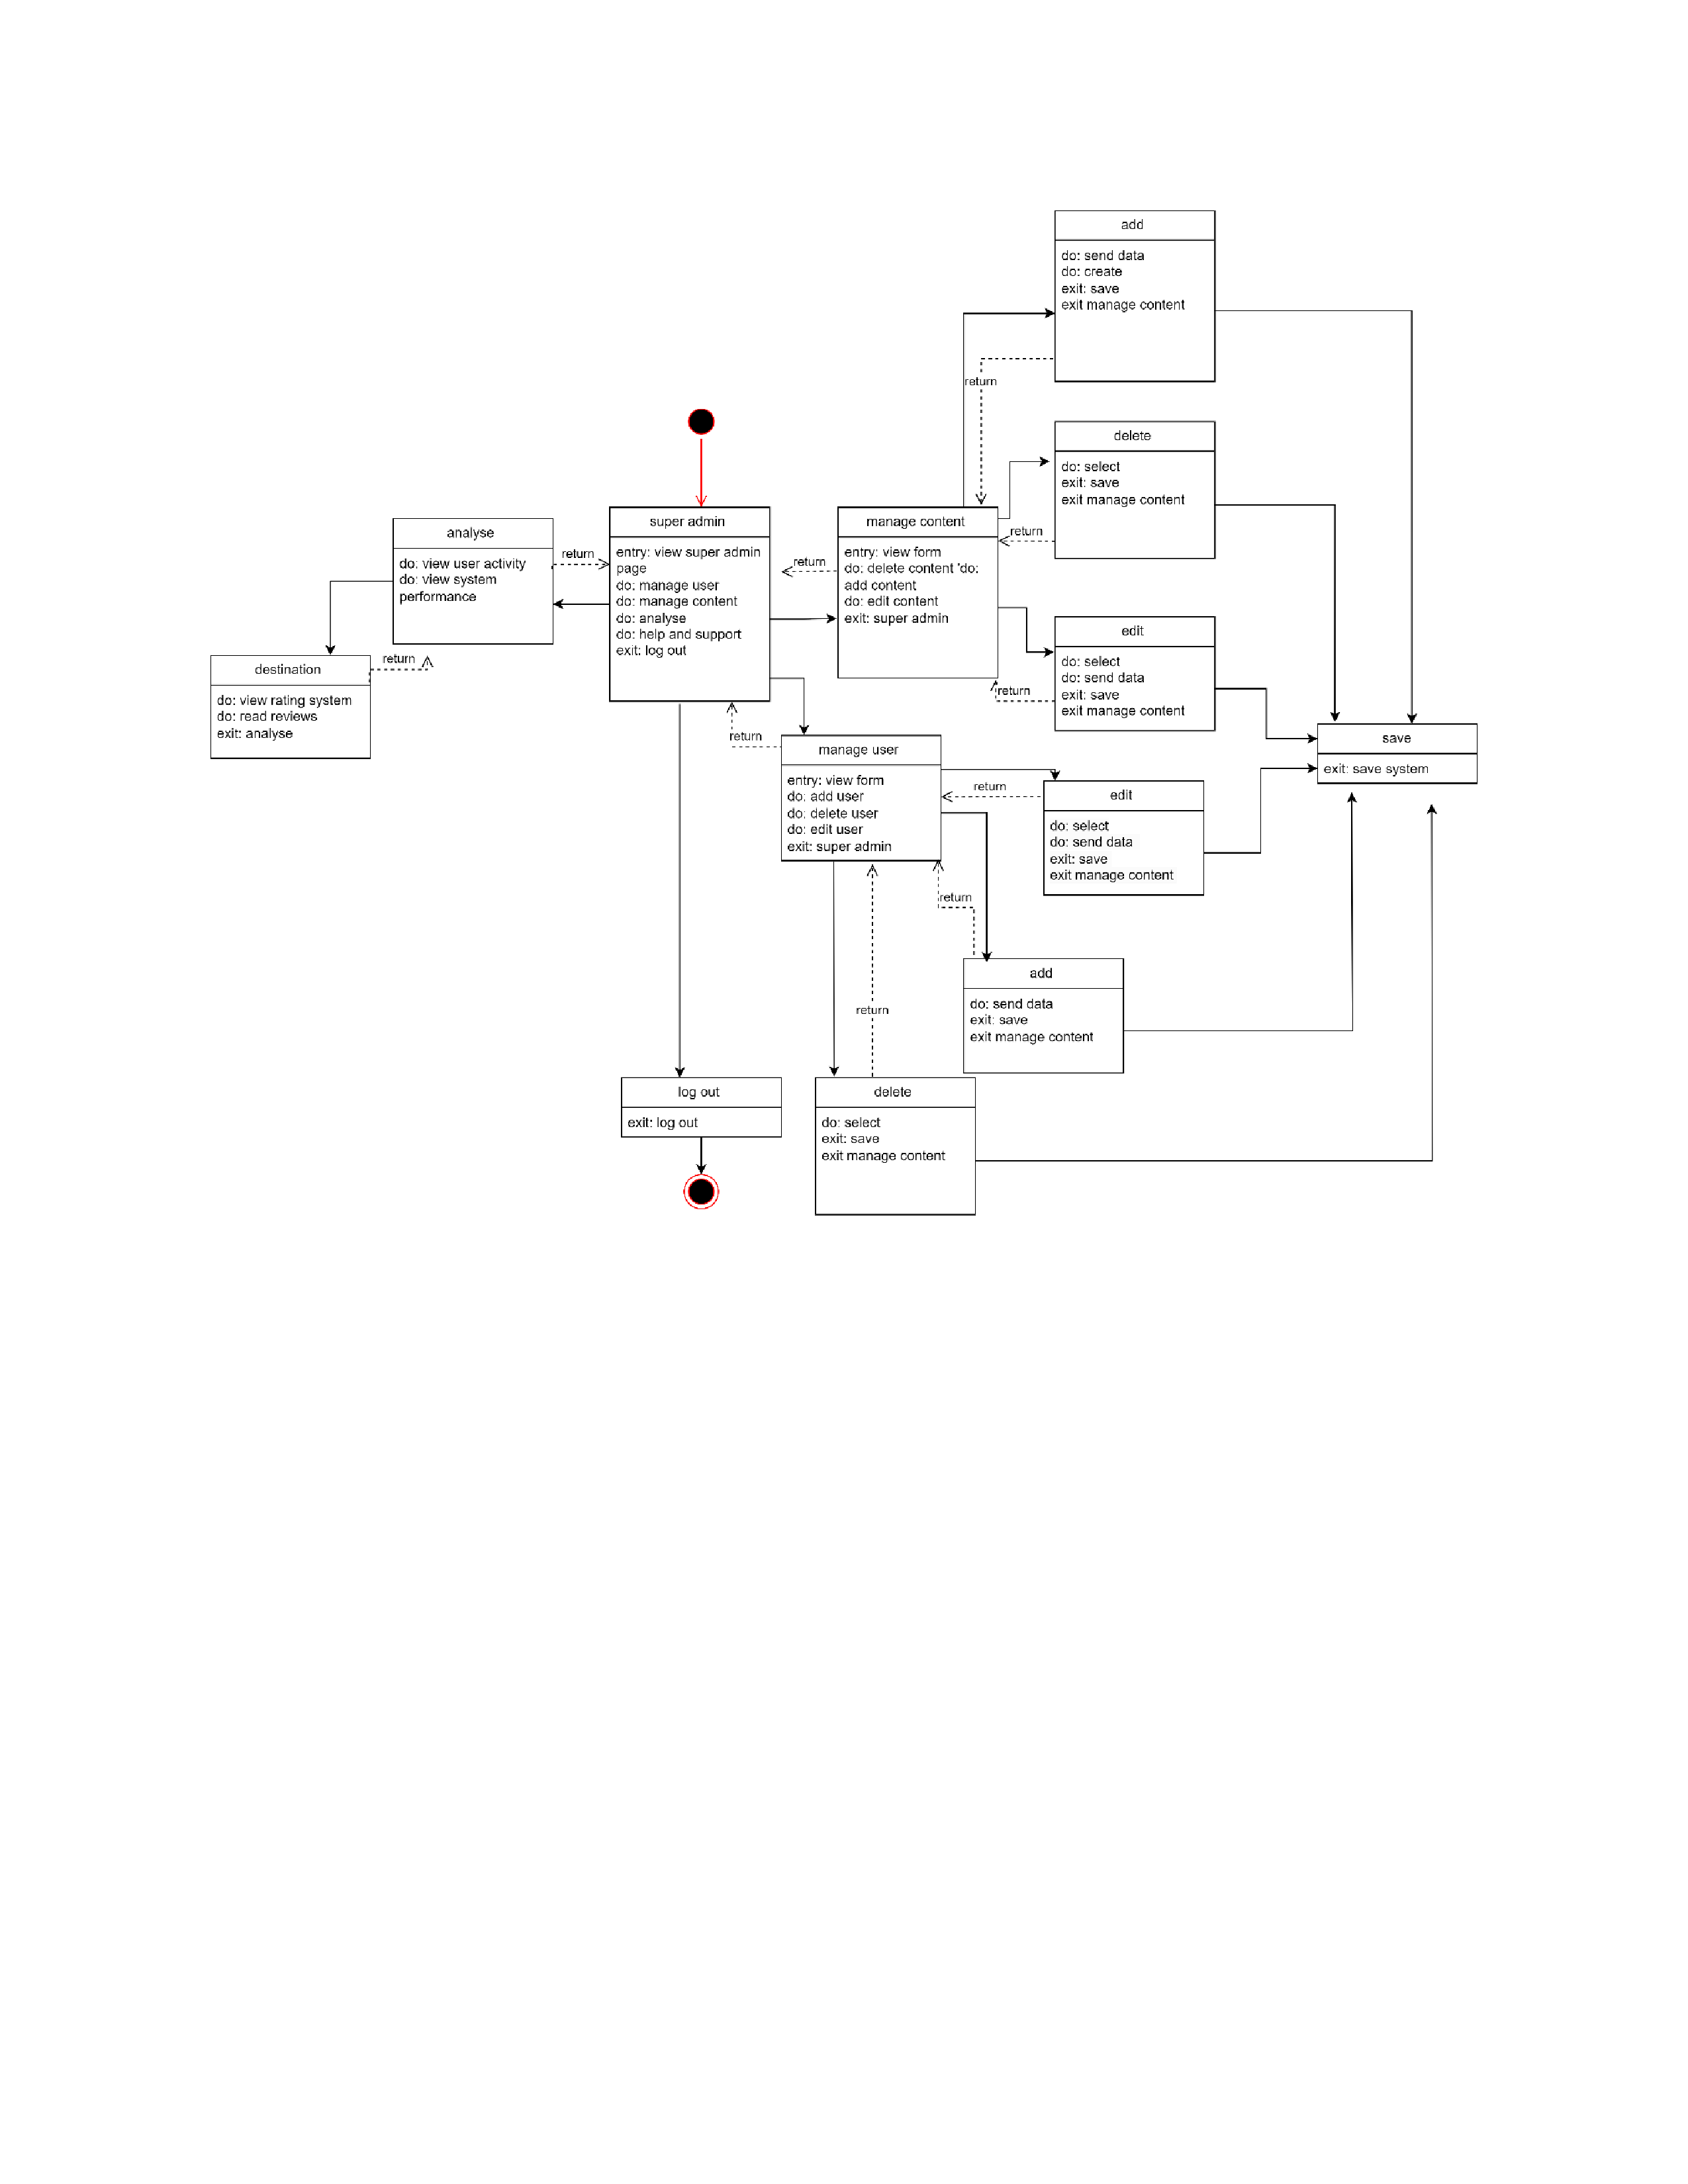 add
do: send data
do: create
exit: save
exit manage content
return
delete
do: select
exit: save
exit manage content
return
analyse
do: view user activity
do: view system
performance
return
super admin
entry: view super admin
page
do: manage user
do: manage content
do: analyse
do: help and support
exit: log out
return
manage content
entry: view form
do: delete content 'do:
add content
do: edit content
exit: super admin
edit
do: select
do: send data
exit: save
exit manage content
return
destination
do: view rating system
do: read reviews
exit: analyse
return
return
manage user
entry: view form
do: add user
do: delete user
do: edit user
exit: super admin
return
edit
do: select
do: send data
exit: save
exit manage content
save
exit: save system
return
add
do: send data
exit: save
exit manage content
return
log out
exit: log out
delete
do: select
exit: save
exit manage content